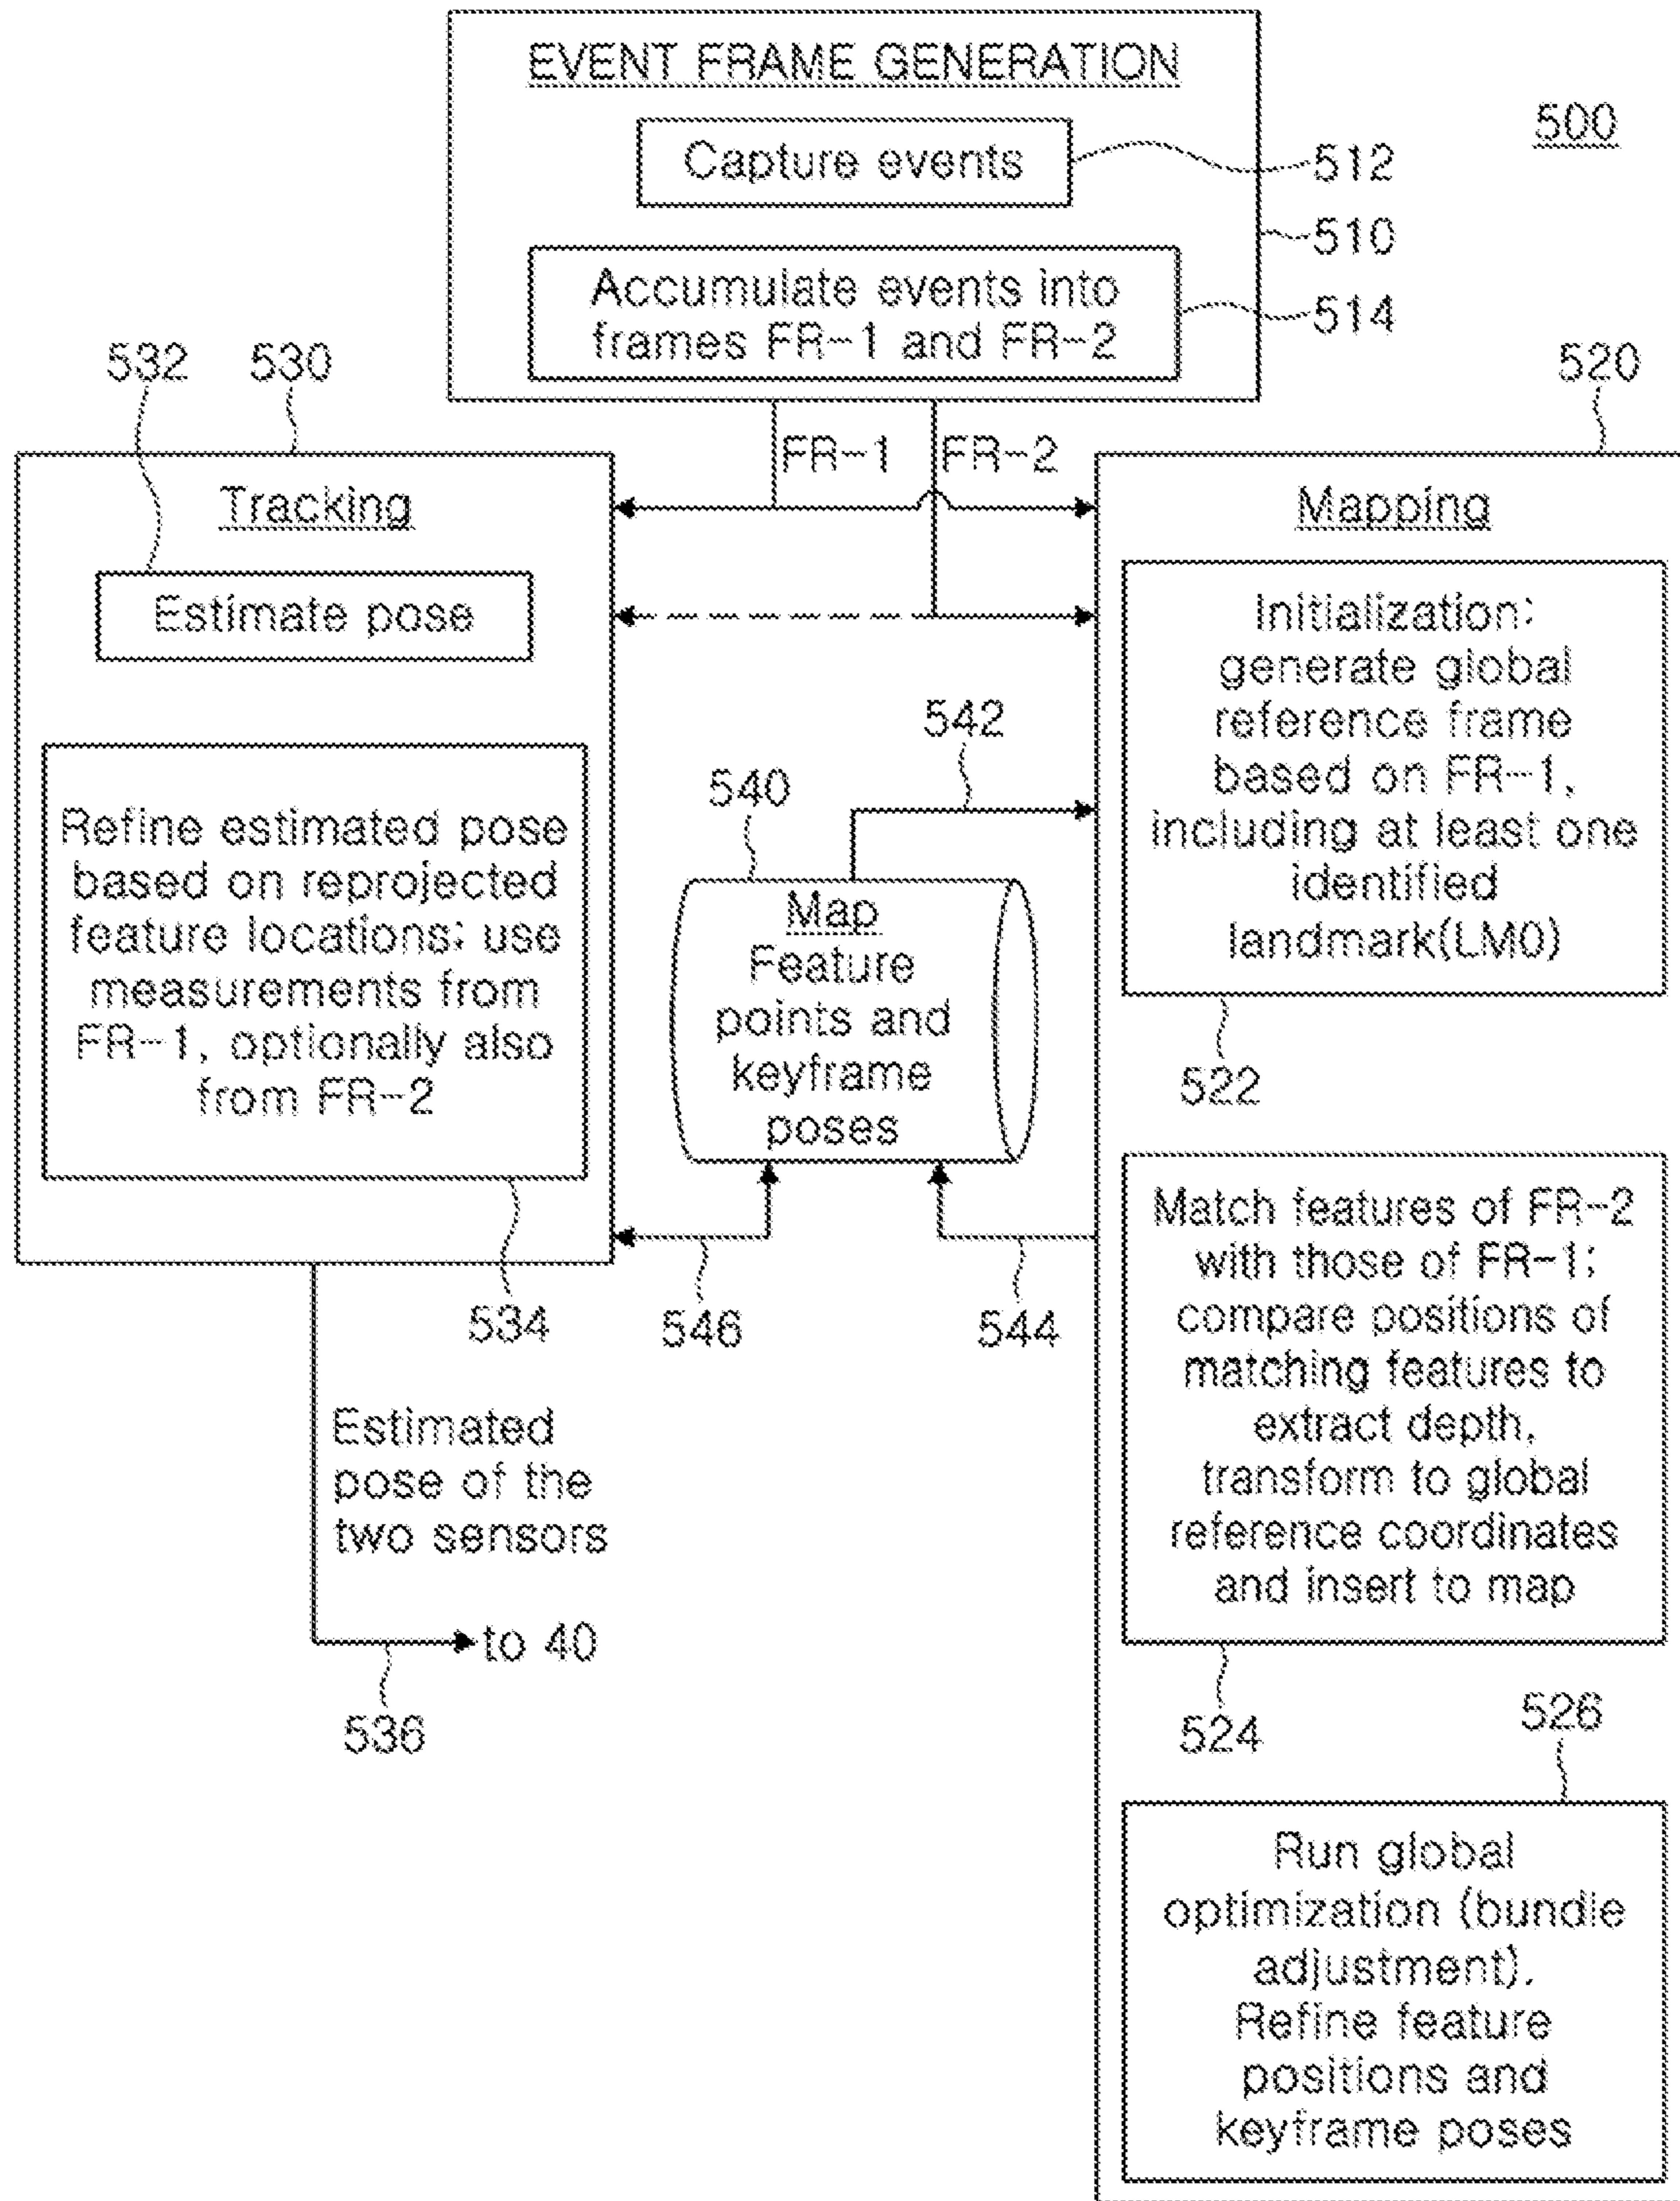 EVENT FRAME GENERATION
500
Capture events
512
510
Accumulate events into
frames FR-1 and FR-2
514
532
530
520
FR-1
FR-2
Tracking
Estimate pose
Refine estimated pose
based on reprojected
feature locations; use
measurements from
FR-1, optionally also
from FR-2
534
Estimated
pose of the
two sensors
to 40
536
542
540
Map
Feature
points and
keyframe
poses
546
544
Mapping
Initialization:
generate global
reference frame
based on FR-1,
including at least one
identified
landmark(LM0)
522
Match features of FR-2
with those of FR-1;
compare positions of
matching features to
extract depth,
transform to global
reference coordinates
and insert to map
524
526
Run global
optimization (bundle
adjustment).
Refine feature
positions and
keyframe poses